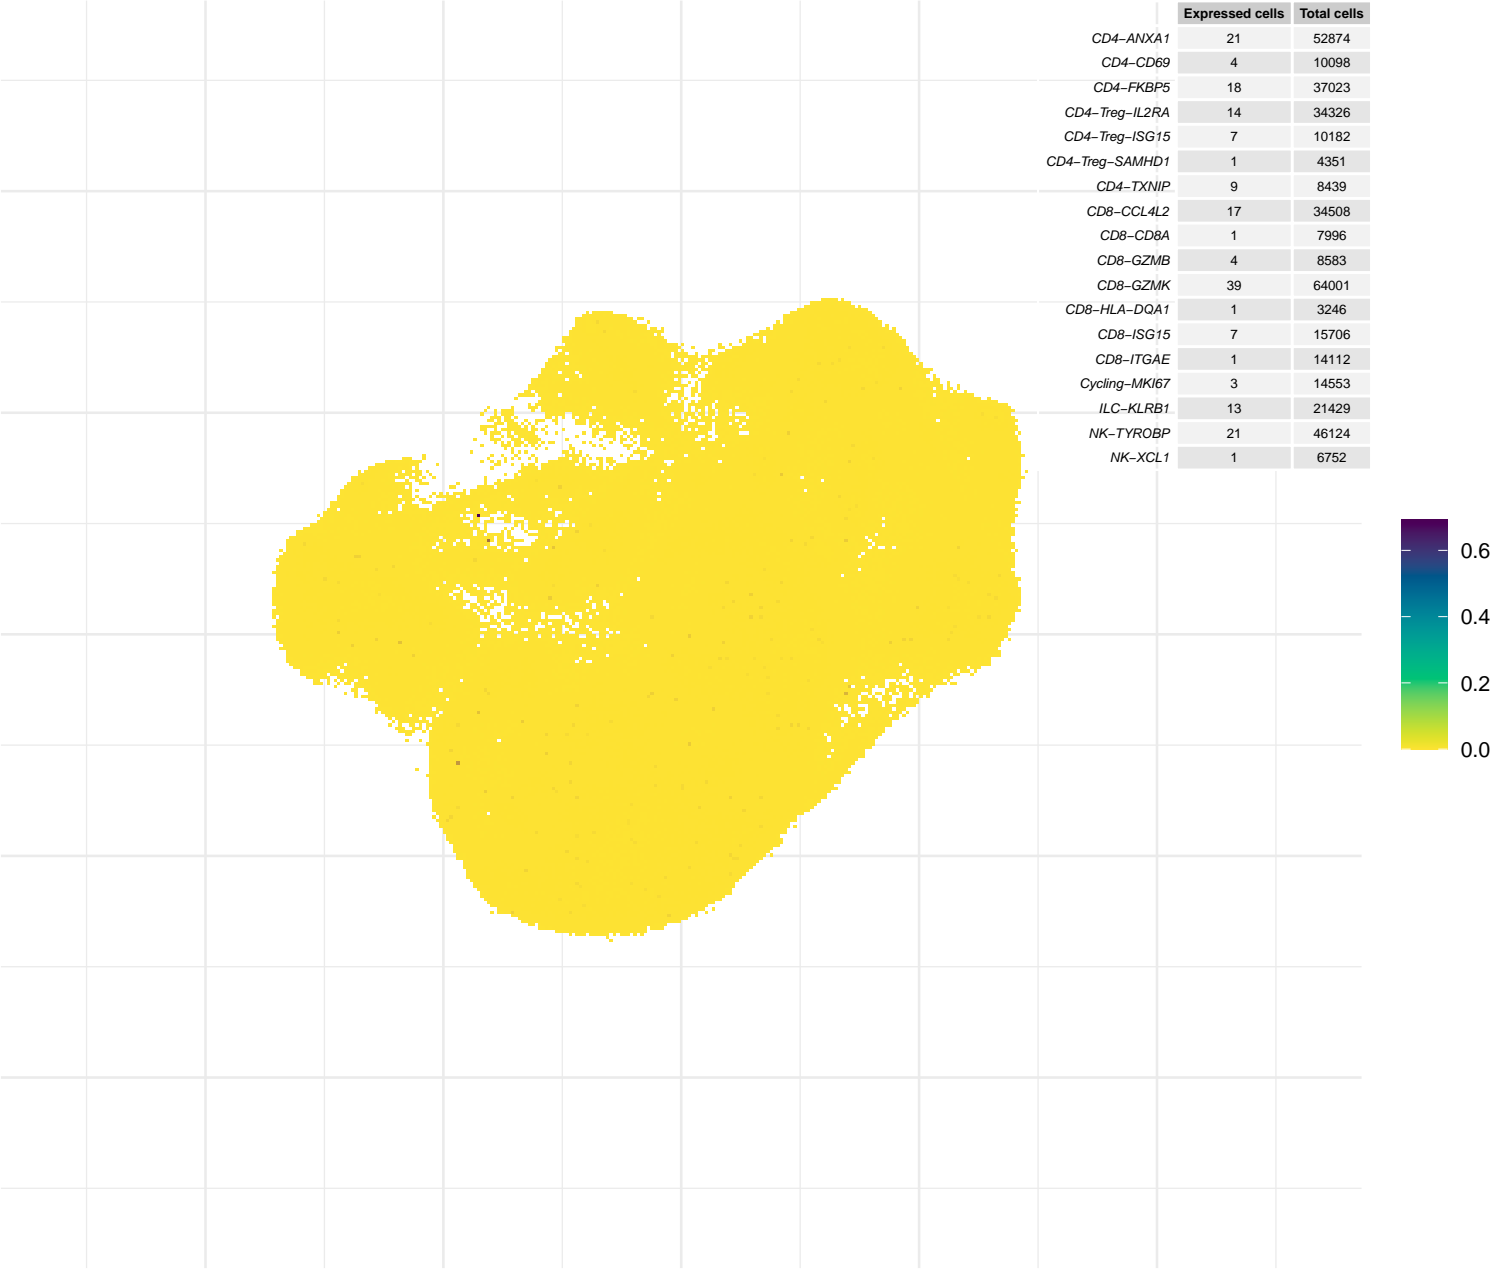 Expressed cells Total cells
CD4−ANXA1 21 52874
CD4−CD69 4 10098
CD4−FKBP5 18 37023
CD4−Treg−IL2RA 14 34326
CD4−Treg−ISG15 7 10182
CD4−Treg−SAMHD1 1 4351
CD4−TXNIP 9 8439
CD8−CCL4L2 17 34508
CD8−CD8A 1 7996
CD8−GZMB 4 8583
CD8−GZMK 39 64001
CD8−HLA−DQA1 1 3246
CD8−ISG15 7 15706
CD8−ITGAE 1 14112
Cycling−MKI67 3 14553
ILC−KLRB1 13 21429
NK−TYROBP 21 46124
NK−XCL1 1 6752
0.6
0.4
0.2
0.0